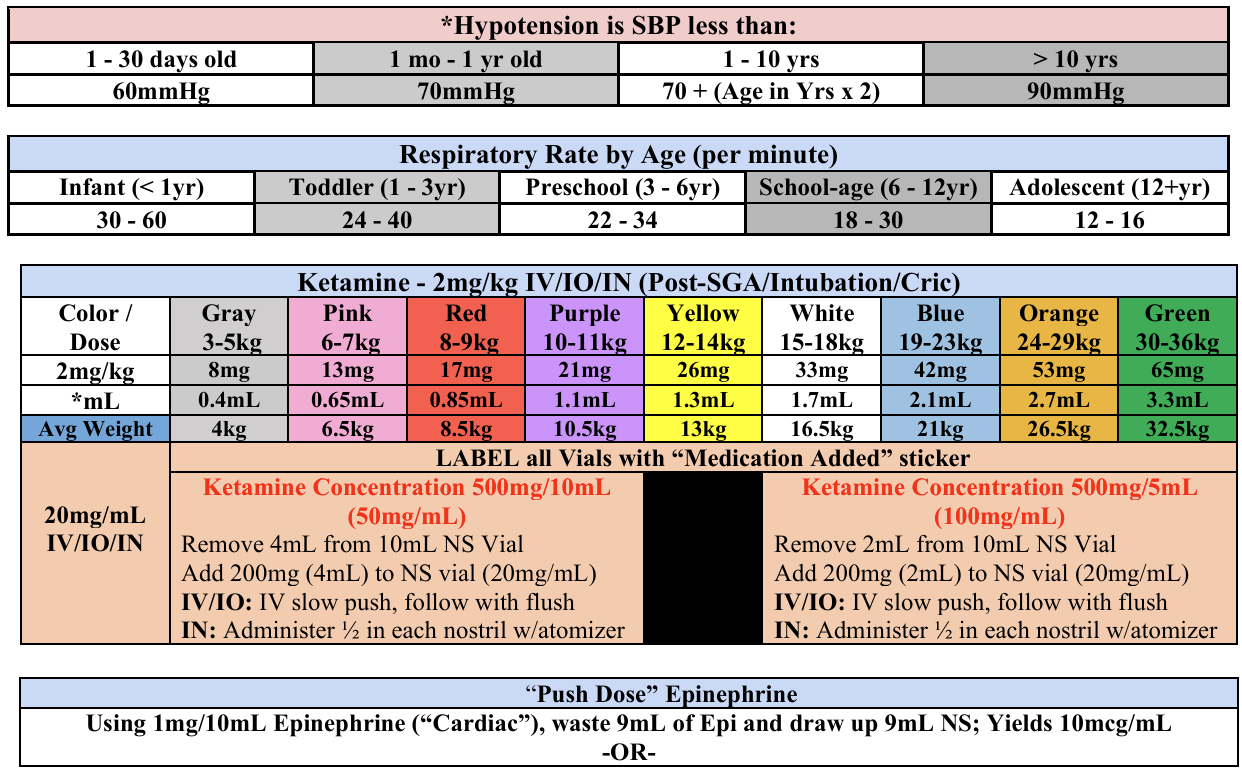 *Hypotension is SBP less than:
1 - 30 days old 1 mo - 1 yr old 1 - 10 yrs > 10 yrs
60mmHg 70mmHg 70 + (Age in Yrs x 2) 90mmHg
Respiratory Rate by Age (per minute)
Infant (< 1yr) Toddler (1 - 3yr) Preschool (3 - 6yr) School-age (6 - 12yr) Adolescent (12+yr)
30 - 60 24 - 40 22 - 34 18 - 30 12 - 16
Ketamine - 2mg/kg IV/IO/IN (Post-SGA/Intubation/Cric)
Color / Gray Pink Red Purple Yellow White Blue Orange Green
Dose 3-5kg 6-7kg 8-9kg 10-11kg 12-14kg 15-18kg 19-23kg 24-29kg 30-36kg
2mg/kg 8mg 13mg 17mg 21mg 26mg 33mg 42mg 53mg 65mg
*mL 0.4mL 0.65mL 0.85mL 1.1mL 1.3mL 1.7mL 2.1mL 2.7mL 3.3mL
Avg Weight 4kg 6.5kg 8.5kg 10.5kg 13kg 16.5kg 21kg 26.5kg 32.5kg
20mg/mL
IV/IO/IN
LABEL all Vials with “Medication Added” sticker
Ketamine Concentration 500mg/10mL
(50mg/mL)
Remove 4mL from 10mL NS Vial
Add 200mg (4mL) to NS vial (20mg/mL)
IV/IO: IV slow push, follow with flush
IN: Administer ½ in each nostril w/atomizer
Ketamine Concentration 500mg/5mL
(100mg/mL)
Remove 2mL from 10mL NS Vial
Add 200mg (2mL) to NS vial (20mg/mL)
IV/IO: IV slow push, follow with flush
IN: Administer ½ in each nostril w/atomizer
“Push Dose” Epinephrine
Using 1mg/10mL Epinephrine (“Cardiac”), waste 9mL of Epi and draw up 9mL NS; Yields 10mcg/mL
-OR-